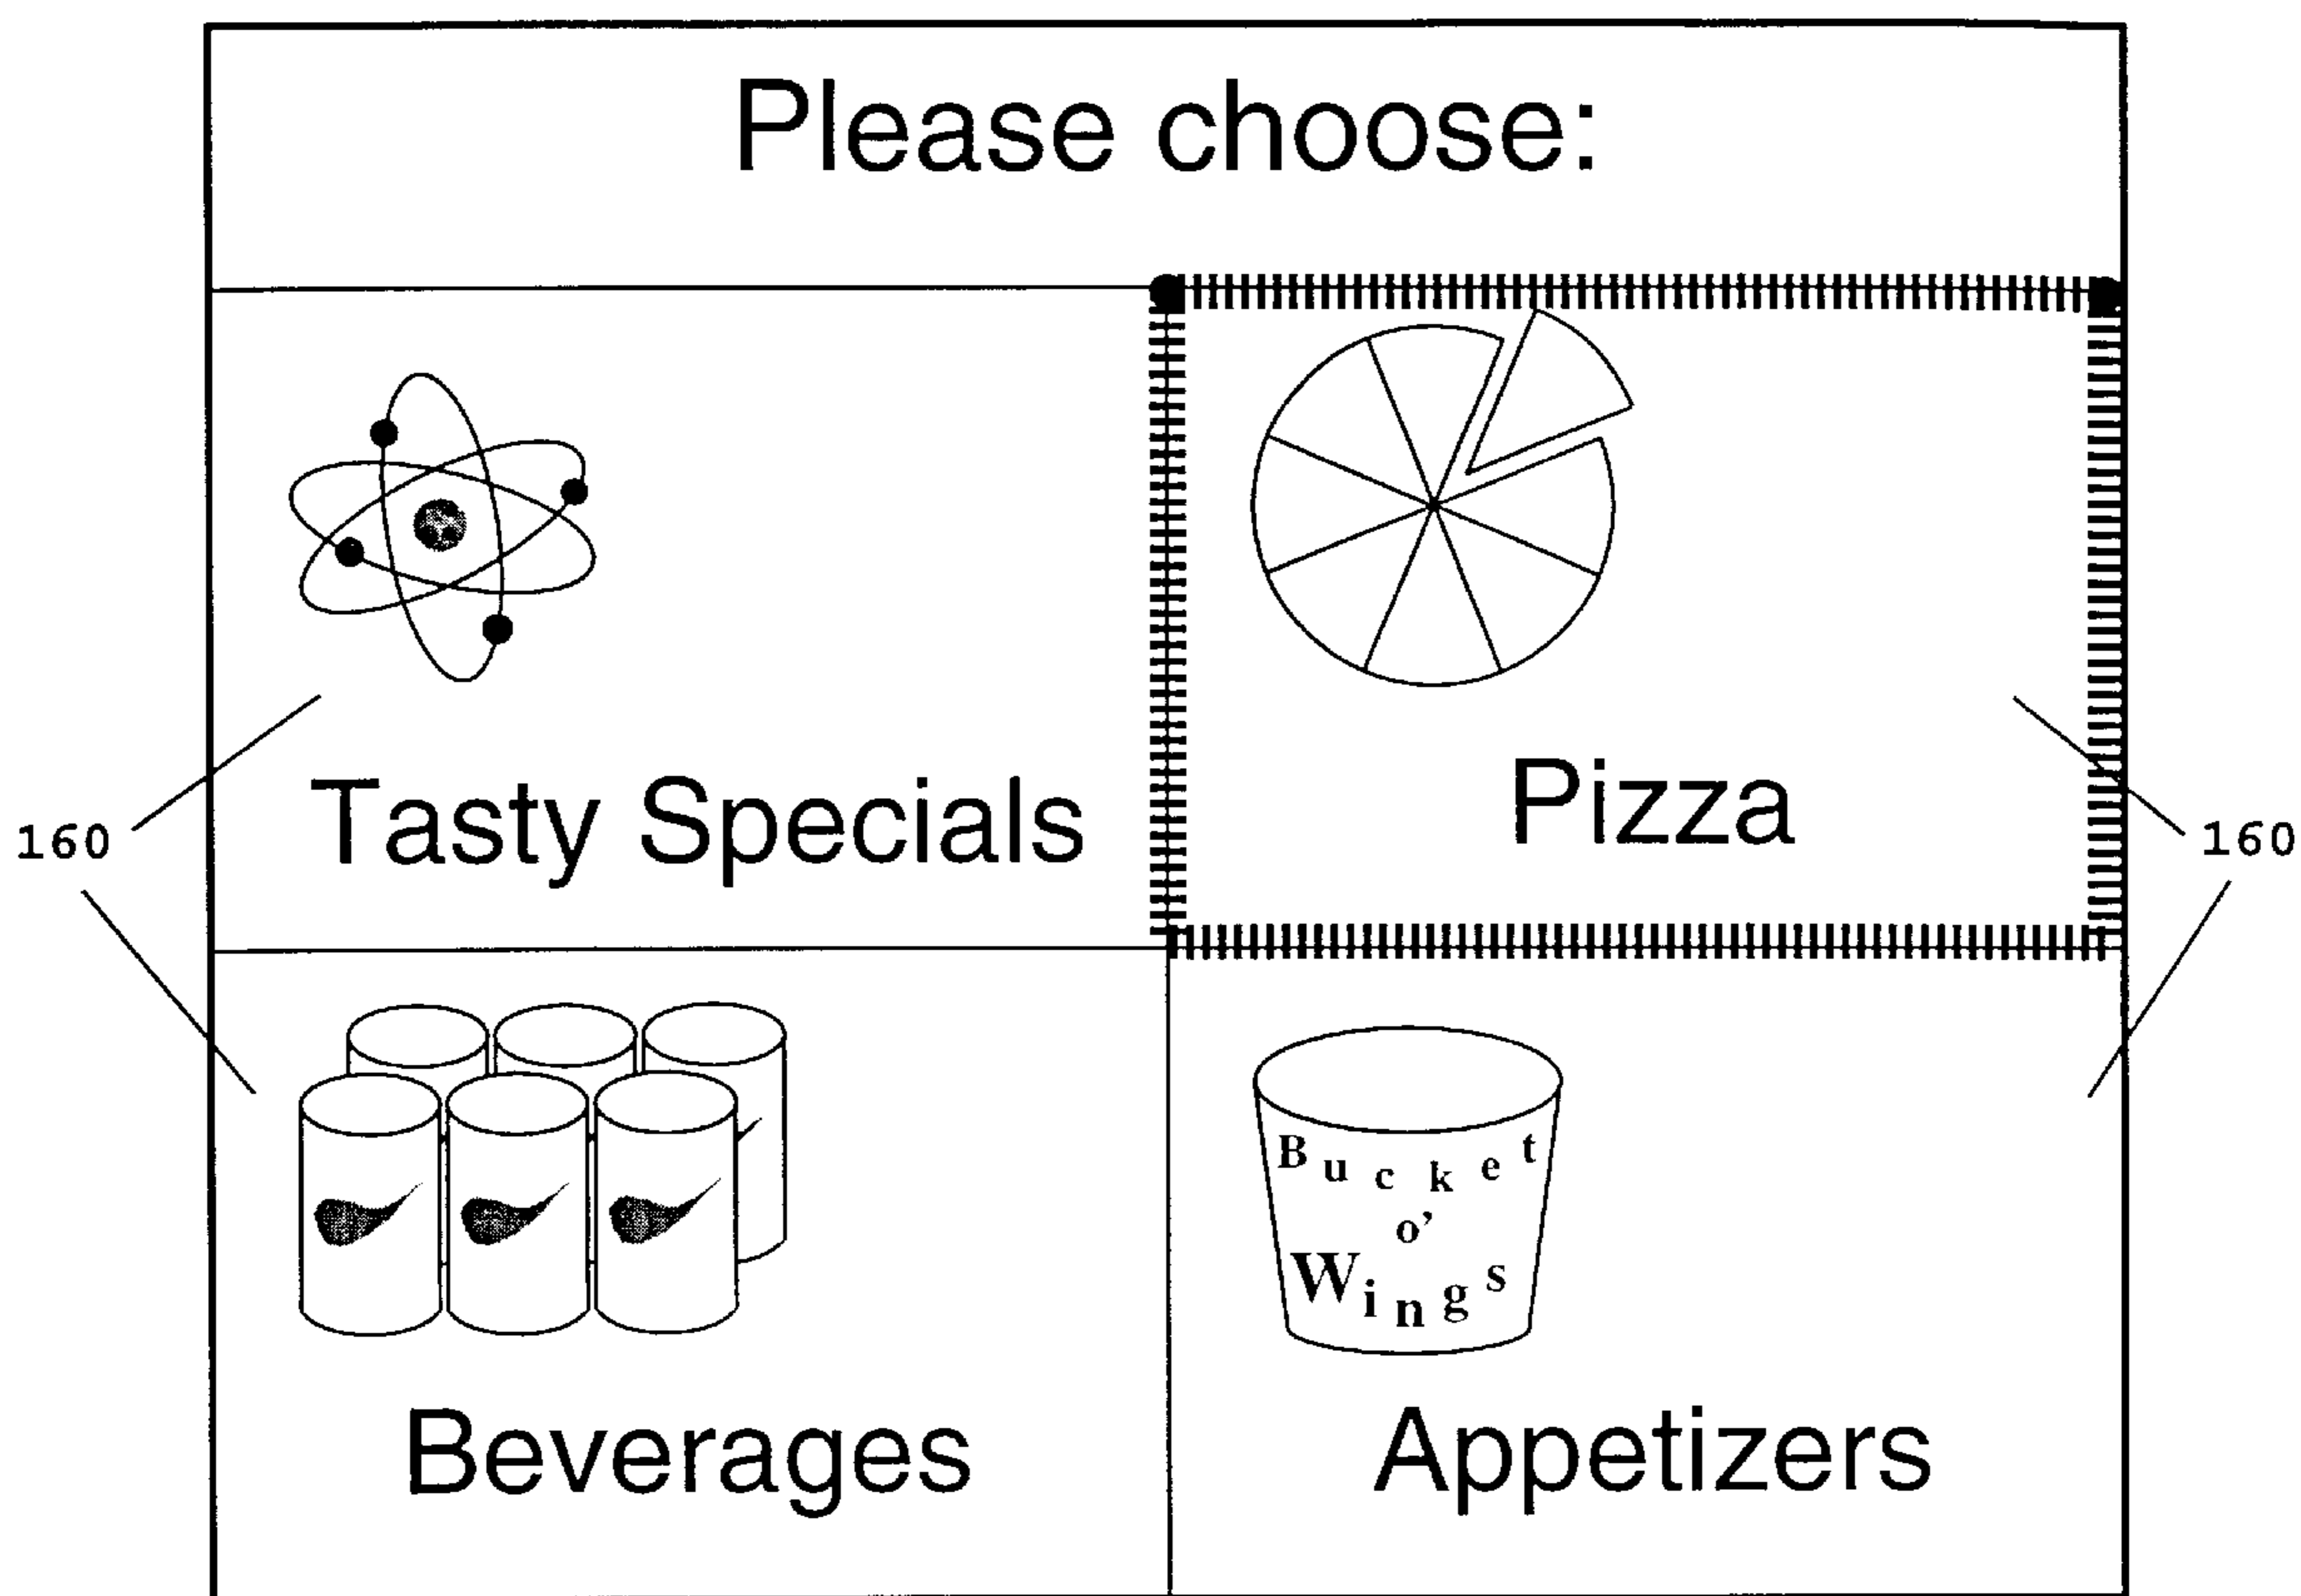 Please choose:
Tasty Specials
Pizza
160
160
Bucket
o’
Wings
Beverages
Appetizers